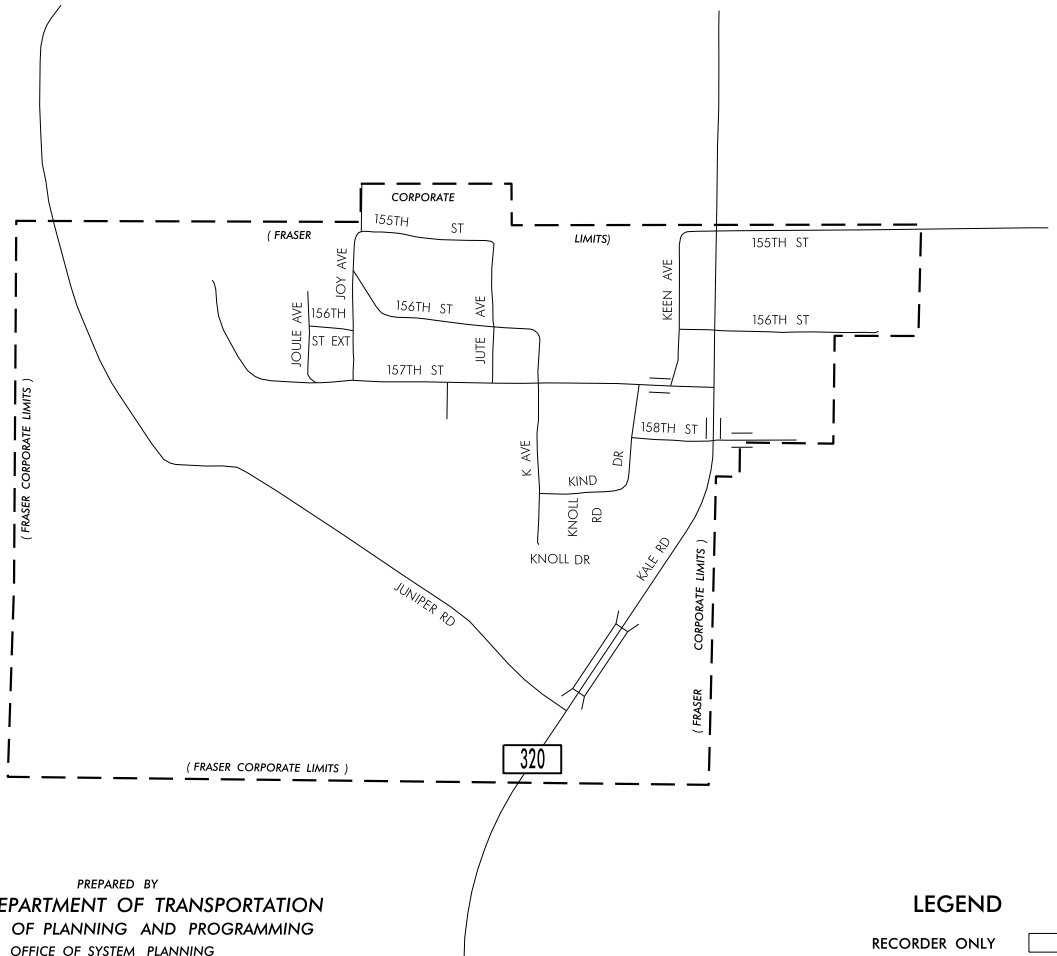 CORPORATE
155TH ST
( FRASER
LIMITS)
155TH ST
JOY AVE
KEEN AVE
JOULE AVE
156TH
ST EXT
156TH ST
JUTE AVE
156TH ST
157TH ST
( FRASER CORPORATE LIMITS )
158TH ST
K AVE
KIND DR
KNOLL RD
KNOLL DR
KALE RD
JUNIPER RD
( FRASER CORPORATE LIMITS )
320
( FRASER CORPORATE LIMITS )
PREPARED BY
EPARTMENT OF TRANSPORTATION
OF PLANNING AND PROGRAMMING
OFFICE OF SYSTEM PLANNING
LEGEND
RECORDER ONLY